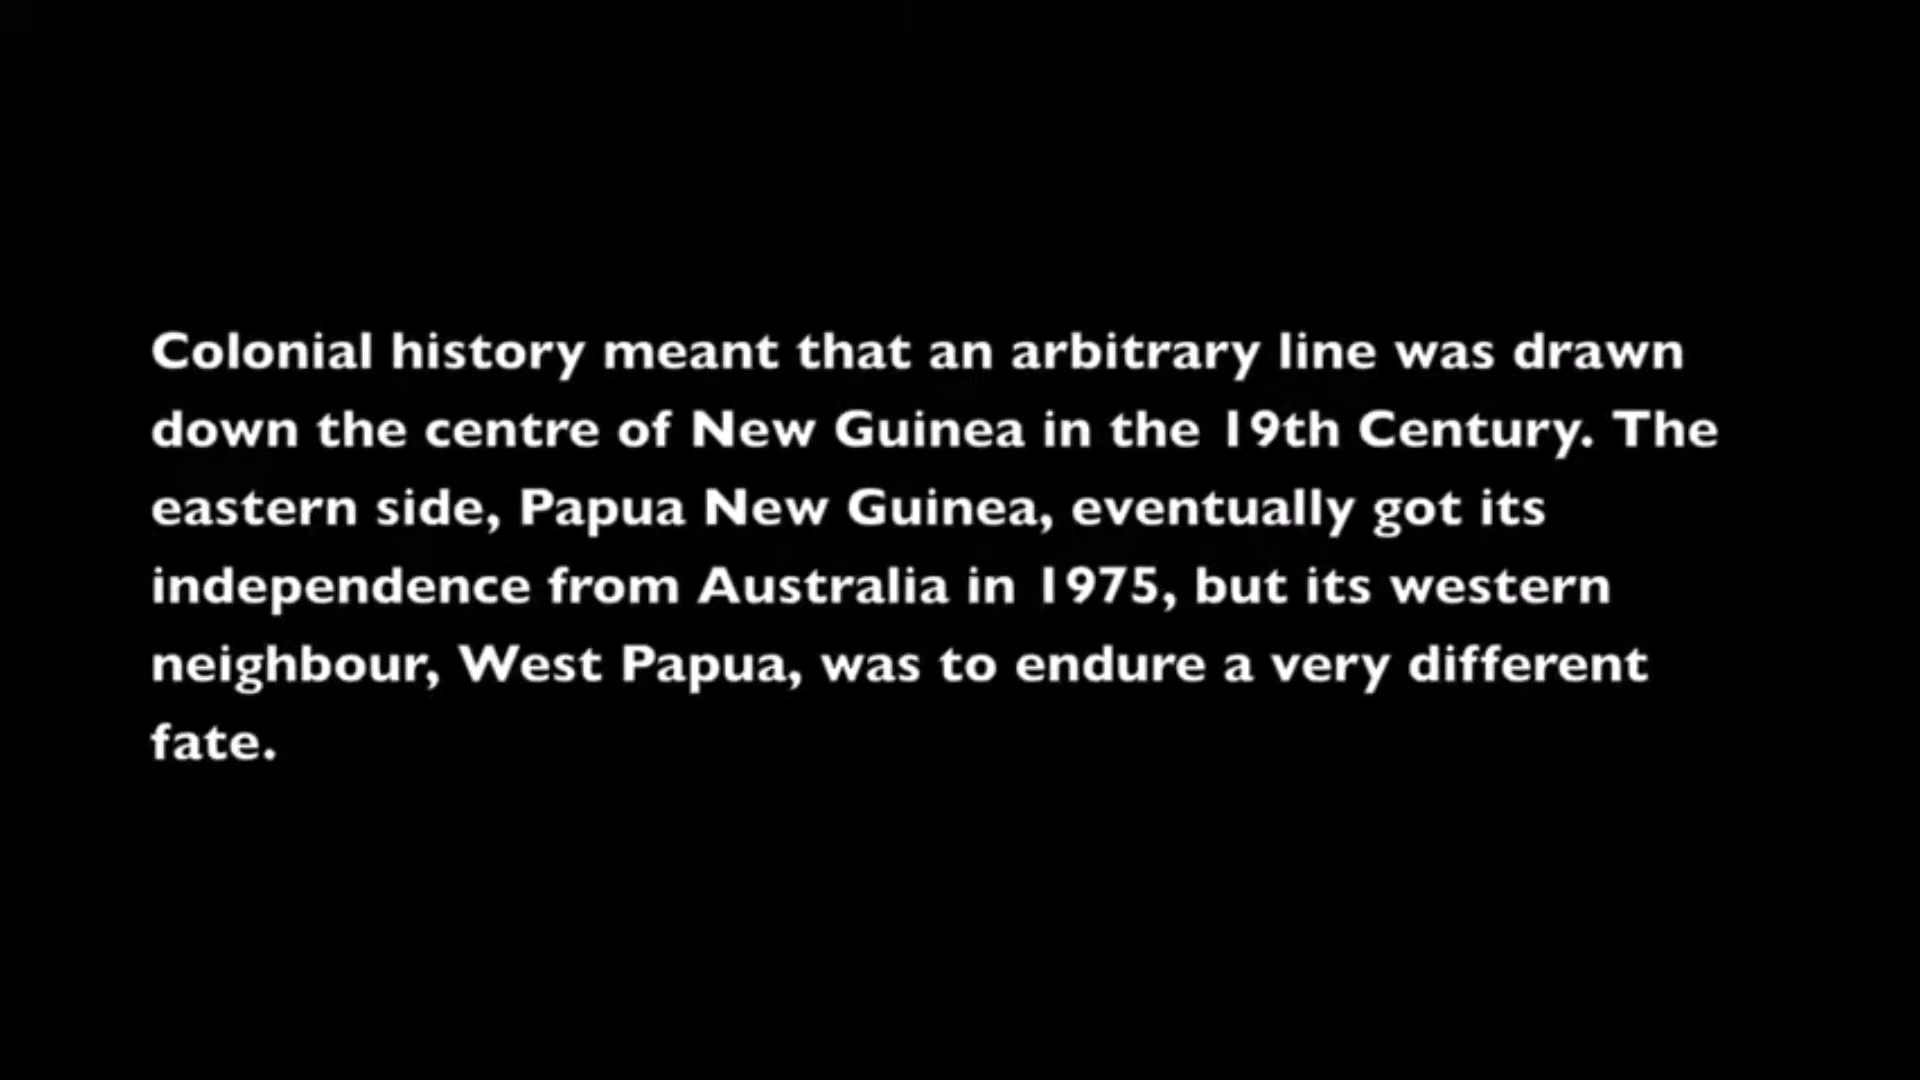 Colonial history meant that an arbitrary line was drawn
down the centre of New Guinea in the 19th Century. The
eastern side, Papua New Guinea, eventually got its
independence from Australia in 1975, but its western
neighbour, West Papua, was to endure a very different
fate.